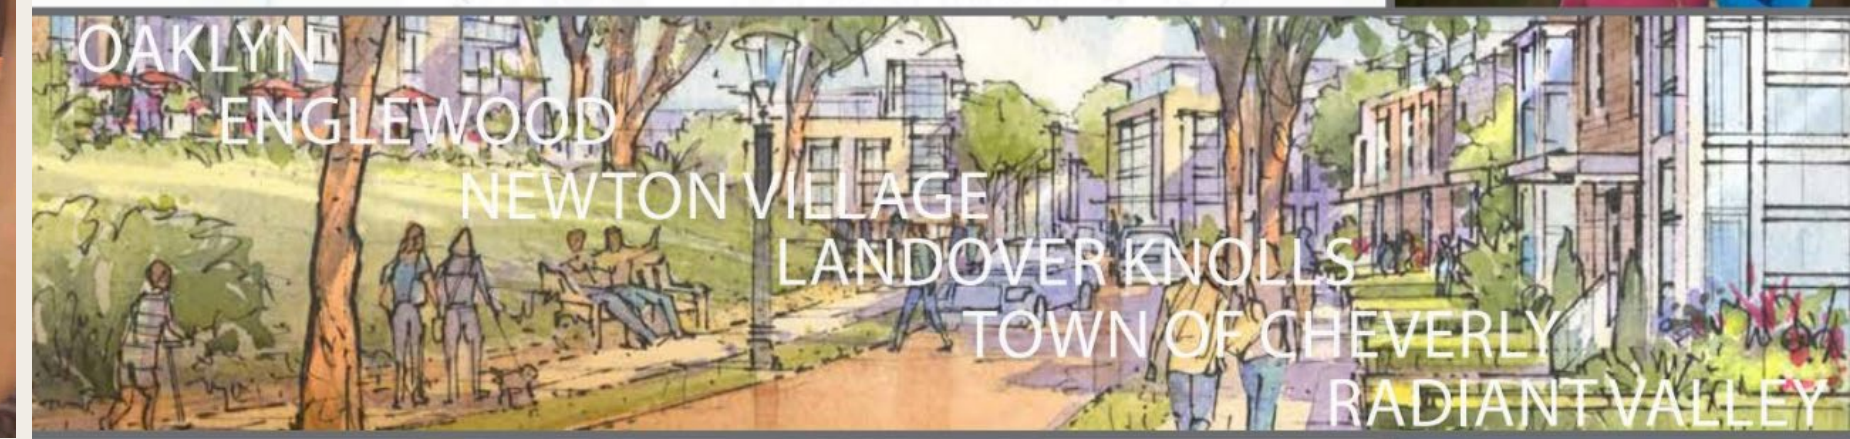 OAKLYN
ENGLEWOOD
NEWTON VILLAGE
LANDOVER KNOLLS
TOWN OF CHEVERLY
RADIANT VALLEY